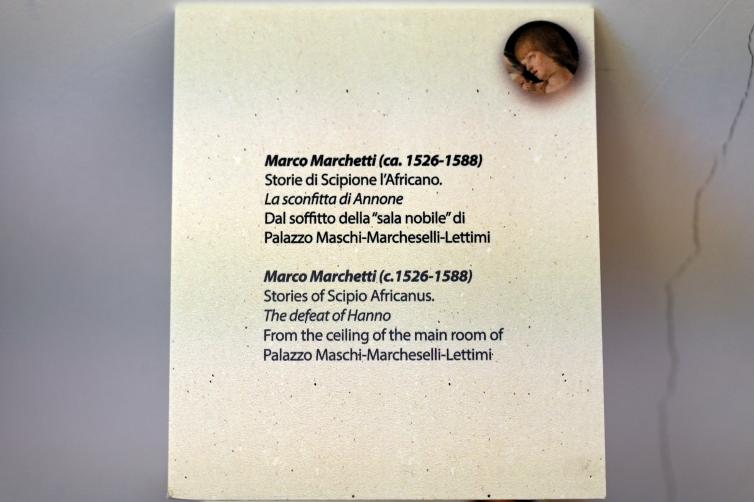 Marco Marchetti (ca. 1526-1588)
Storie di Scipione l'Africano.
La sconfitta di Annone
Dal soffitto della "sala nobile" di
Palazzo Maschi-Marcheselli-Lettimi
Marco Marchetti (c.1526-1588)
Stories of Scipio Africanus.
The defeat of Hanno
From the ceiling of the main room of
Palazzo Maschi-Marcheselli-Lettimi